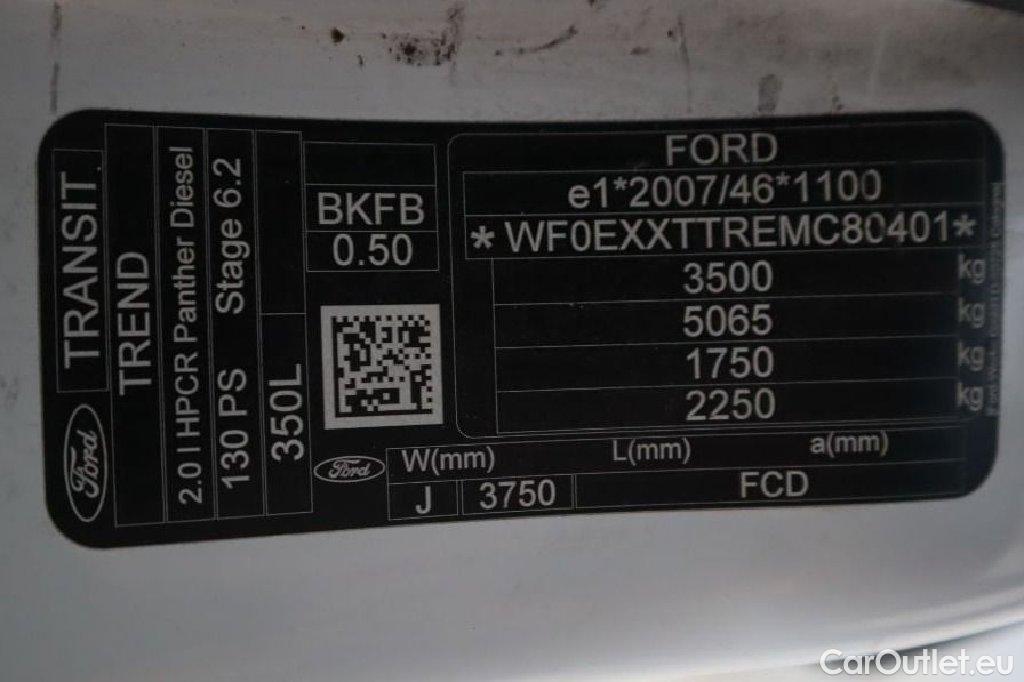 TRANSIT
TREND
2.0 l HPCR Panther Diesel
130 PS Stage 6.2
350L
Ford
BKFB
0.50
FORD
e1*2007/46*1100
*WF0EXXTTREMC80401*
3500 kg
5065 kg
1750 kg
2250 kg
Ford
W(mm) L(mm) a(mm)
J 3750 FCD
CarOutlet.eu